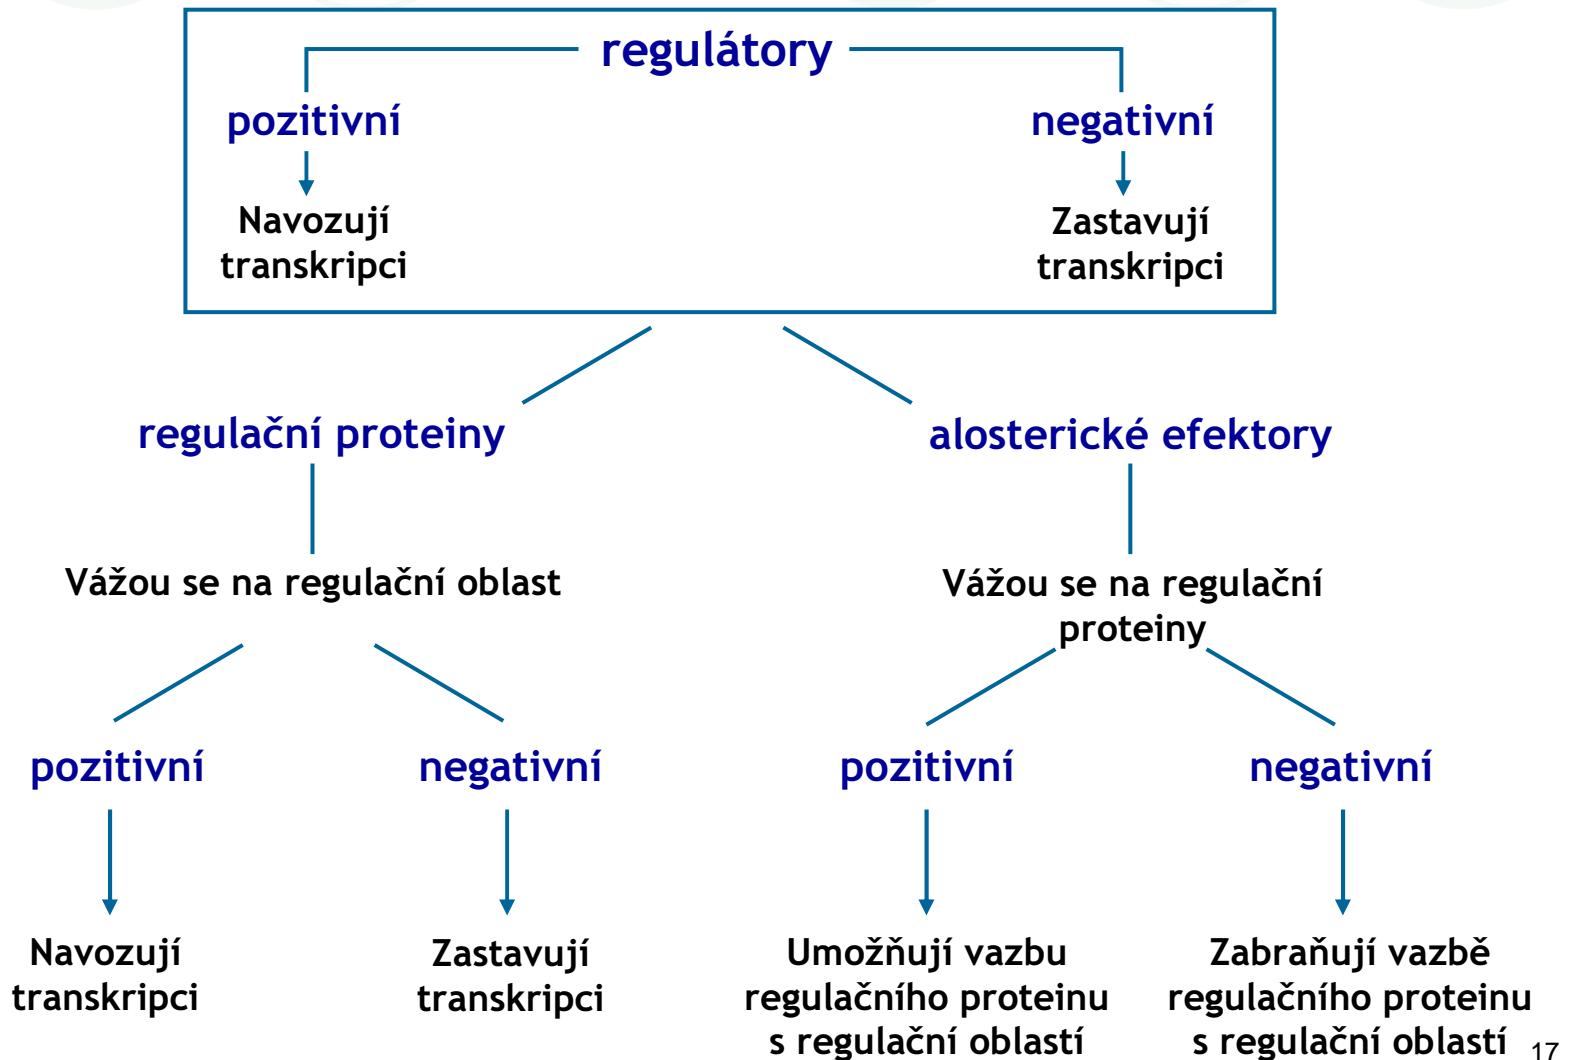 regulátory
pozitivní
negativní
Navozují
transkripci
Zastavují
transkripci
regulační proteiny
alosterické efektory
Vážou se na regulační oblast
Vážou se na regulační
proteiny
pozitivní
negativní
pozitivní
negativní
Navozují
transkripci
Zastavují
transkripci
Umožňují vazbu
regulačního proteinu
s regulační oblastí
Zabraňují vazbě
regulačního proteinu
s regulační oblastí
17